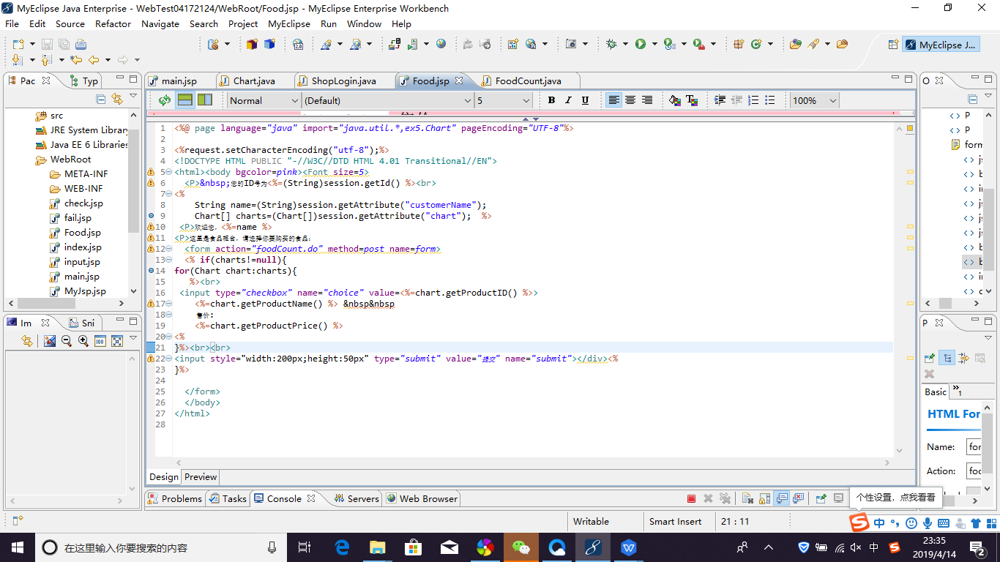 MyEclipse Java Enterprise - WebTest04172124/WebRoot/Food.jsp - MyEclipse Enterprise Workbench
File Edit Source Refactor Navigate Search Project MyEclipse Run Window Help
MyEclipse J...
Pac Typ
main.jsp Chart.java ShopLogin.java Food.jsp FoodCount.java
O
Normal (Default) 5 B I U 100%
src
JRE System Library
Java EE 6 Libraries
WebRoot
META-INF
WEB-INF
check.jsp
fail.jsp
Food.jsp
index.jsp
input.jsp
main.jsp
MyJsp.jsp
1 <%@ page language="java" import="java.util.*,ex5.Chart" pageEncoding="UTF-8"%>
2
3 <%request.setCharacterEncoding("utf-8");%>
4 <!DOCTYPE HTML PUBLIC "-//W3C//DTD HTML 4.01 Transitional//EN">
5 <html><body bgcolor=pink><Font size=5>
6 <P>&nbsp;您的ID号为<%=(String)session.getId() %><br>
7 <%
8 String name=(String)session.getAttribute("customerName");
9 Chart[] charts=(Chart[])session.getAttribute("chart"); %>
10 <P>欢迎您，<%=name %>
11 <P>这里是食品柜台，请选择你要购买的食品：
12 <form action="foodCount.do" method=post name=form>
13 <% if(charts!=null){
14 for(Chart chart:charts){
15 %><br>
16 <input type="checkbox" name="choice" value=<%=chart.getProductID() %>>
17 <%=chart.getProductName() %> &nbsp&nbsp
18 售价：
19 <%=chart.getProductPrice() %>
20 <%
21 }%><br><br>
22 <input style="width:200px;height:50px" type="submit" value="提交" name="submit"></div><%
23 }%>
24
25 </form>
26 </body>
27 </html>
28
P
P
form
Im Sni
P
Basic »1
HTML For
Name: for
Action: foo
Design Preview
Problems Tasks Console Servers Web Browser
个性设置，点我看看
Writable Smart Insert 21 : 11
中
在这里输入你要搜索的内容
中
23:35
2019/4/14
2